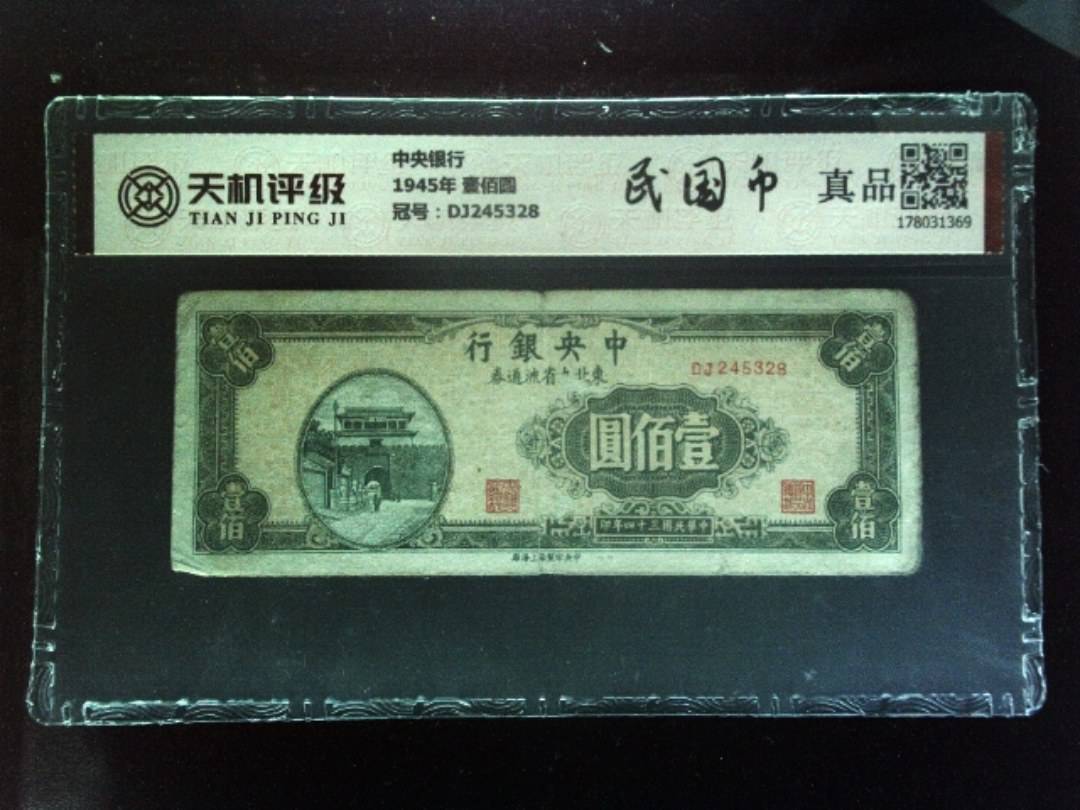 天机评级
TIAN JI PING JI
中央银行
1945年 壹佰圆
冠号：DJ245328
民国币
真品
178031369
壹佰
壹佰
行銀央中
券通流省九北東
DJ245328
圓佰壹
壹佰
壹佰
印年四十三國民華中